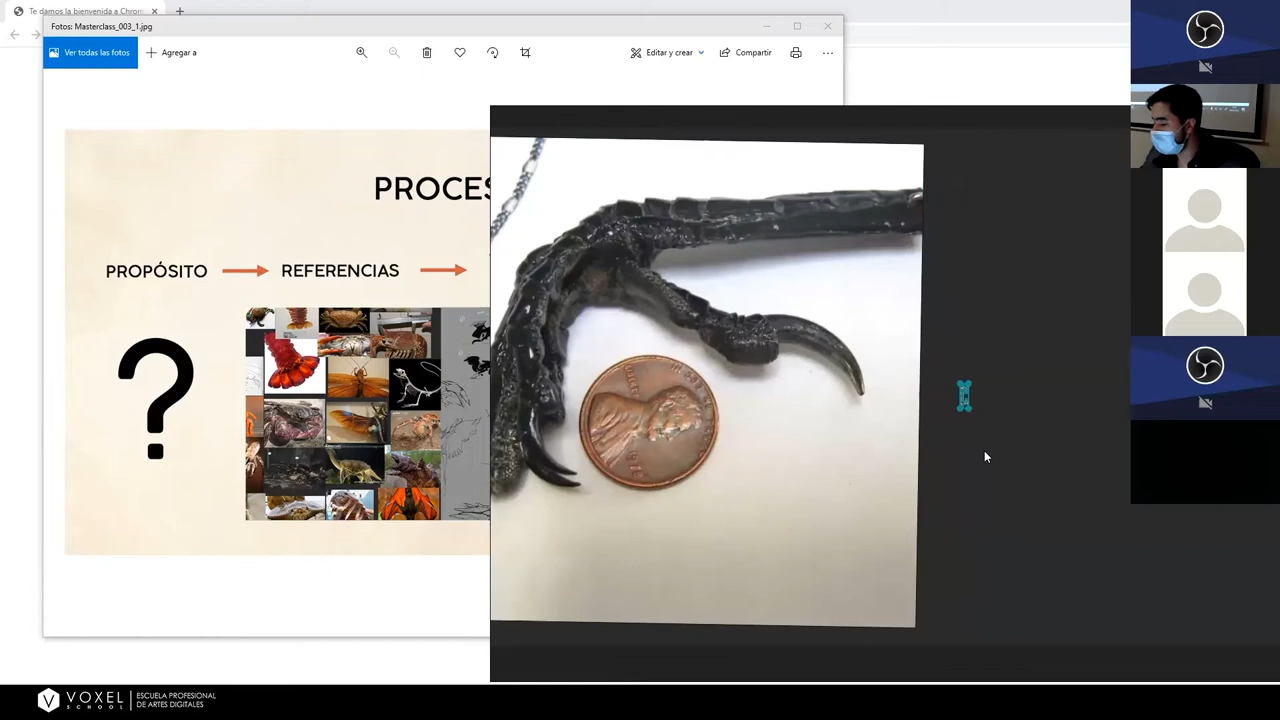 Te damos la bienvenida a Chrom
Fotos: Masterclass_003_1.jpg
Ver todas las fotos
Agregar a
Editar y crear
Compartir
PROCES
PROPÓSITO
REFERENCIAS
?
VOXEL
SCHOOL
ESCUELA PROFESIONAL
DE ARTES DIGITALES